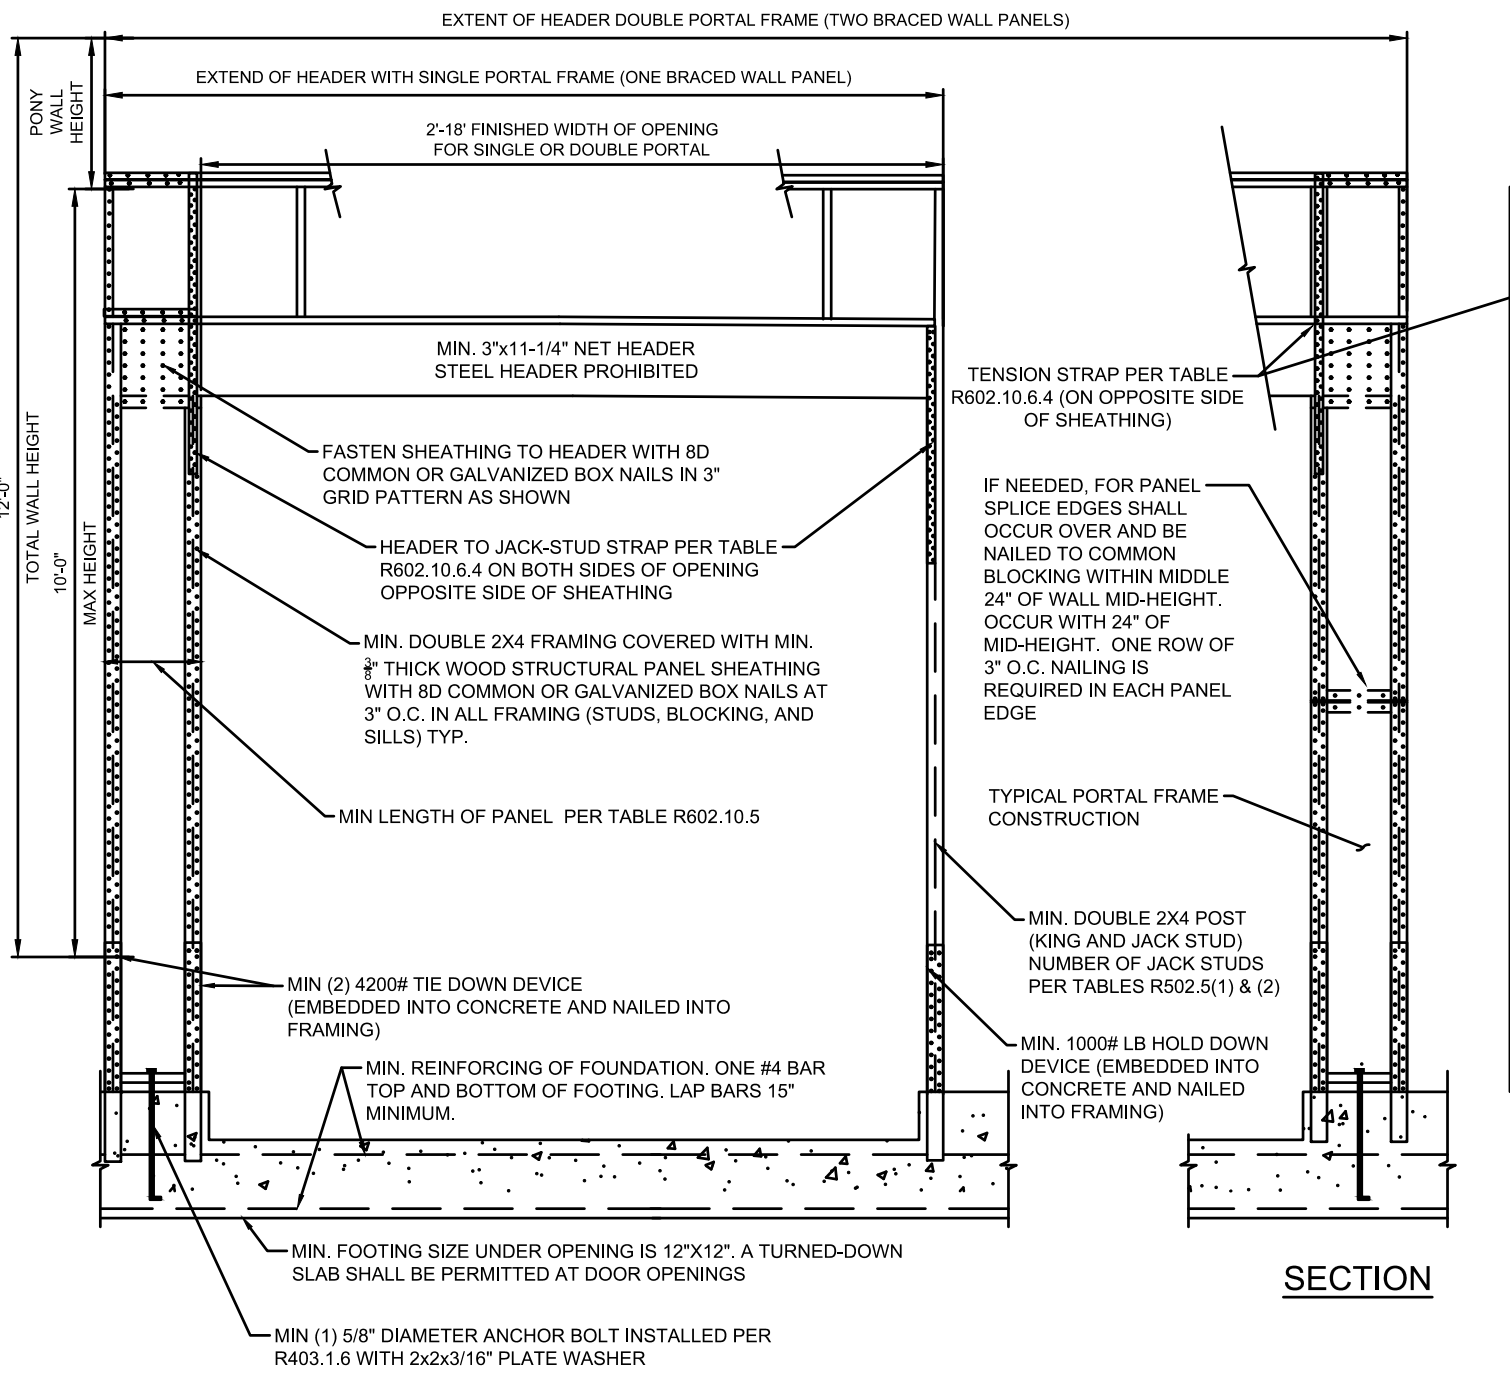 EXTENT OF HEADER DOUBLE PORTAL FRAME (TWO BRACED WALL PANELS)
EXTEND OF HEADER WITH SINGLE PORTAL FRAME (ONE BRACED WALL PANEL)
PONY
WALL
HEIGHT
2'-18' FINISHED WIDTH OF OPENING
FOR SINGLE OR DOUBLE PORTAL
MIN. 3"x11-1/4" NET HEADER
STEEL HEADER PROHIBITED
TENSION STRAP PER TABLE
R602.10.6.4 (ON OPPOSITE SIDE
OF SHEATHING)
FASTEN SHEATHING TO HEADER WITH 8D
COMMON OR GALVANIZED BOX NAILS IN 3"
GRID PATTERN AS SHOWN
12'-0"
TOTAL WALL HEIGHT
10'-0"
MAX HEIGHT
IF NEEDED, FOR PANEL
SPLICE EDGES SHALL
OCCUR OVER AND BE
NAILED TO COMMON
BLOCKING WITHIN MIDDLE
24" OF WALL MID-HEIGHT.
OCCUR WITH 24" OF
MID-HEIGHT. ONE ROW OF
3" O.C. NAILING IS
REQUIRED IN EACH PANEL
EDGE
HEADER TO JACK-STUD STRAP PER TABLE
R602.10.6.4 ON BOTH SIDES OF OPENING
OPPOSITE SIDE OF SHEATHING
MIN. DOUBLE 2X4 FRAMING COVERED WITH MIN.
3/8" THICK WOOD STRUCTURAL PANEL SHEATHING
WITH 8D COMMON OR GALVANIZED BOX NAILS AT
3" O.C. IN ALL FRAMING (STUDS, BLOCKING, AND
SILLS) TYP.
MIN LENGTH OF PANEL PER TABLE R602.10.5
TYPICAL PORTAL FRAME
CONSTRUCTION
MIN. DOUBLE 2X4 POST
(KING AND JACK STUD)
NUMBER OF JACK STUDS
PER TABLES R502.5(1) & (2)
MIN (2) 4200# TIE DOWN DEVICE
(EMBEDDED INTO CONCRETE AND NAILED INTO
FRAMING)
MIN. 1000# LB HOLD DOWN
DEVICE (EMBEDDED INTO
CONCRETE AND NAILED
INTO FRAMING)
MIN. REINFORCING OF FOUNDATION. ONE #4 BAR
TOP AND BOTTOM OF FOOTING. LAP BARS 15"
MINIMUM.
MIN. FOOTING SIZE UNDER OPENING IS 12"X12". A TURNED-DOWN
SLAB SHALL BE PERMITTED AT DOOR OPENINGS
SECTION
MIN (1) 5/8" DIAMETER ANCHOR BOLT INSTALLED PER
R403.1.6 WITH 2x2x3/16" PLATE WASHER